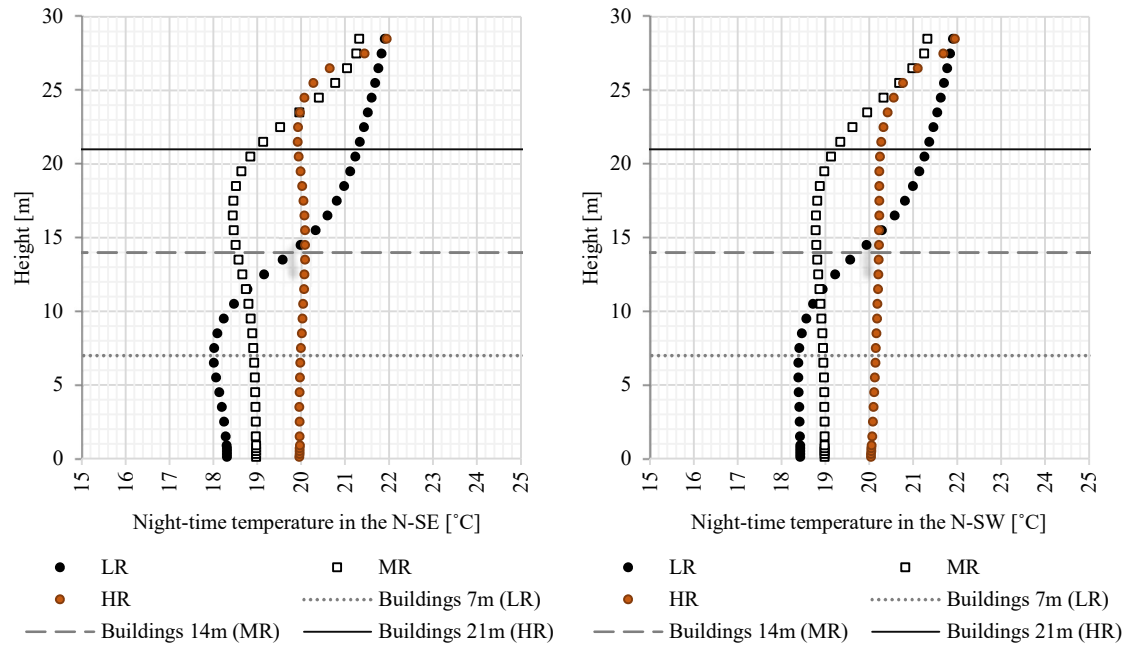 30
25
20
15
10
5
0
Height [m]
15 16 17 18 19 20 21 22 23 24 25
Night-time temperature in the N-SE [˚C]
LR MR
HR Buildings 7m (LR)
Buildings 14m (MR) Buildings 21m (HR)
30
25
20
15
10
5
0
Height [m]
15 16 17 18 19 20 21 22 23 24 25
Night-time temperature in the N-SW [˚C]
LR MR
HR Buildings 7m (LR)
Buildings 14m (MR) Buildings 21m (HR)